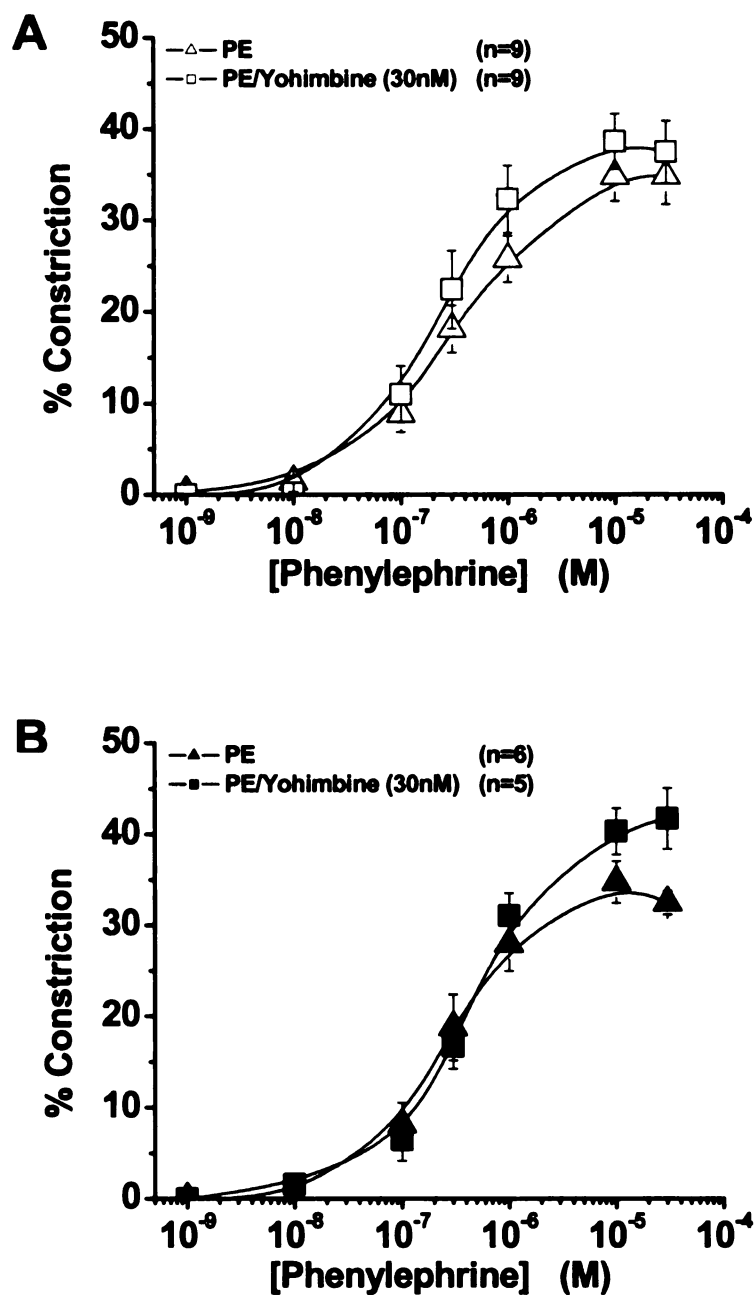 A
50
40
30
20
10
0
% Constriction
PE (n=9)
PE/Yohimbine (30nM) (n=9)
10⁻⁹ 10⁻⁸ 10⁻⁷ 10⁻⁶ 10⁻⁵ 10⁻⁴
[Phenylephrine] (M)
B
50
40
30
20
10
0
% Constriction
PE (n=6)
PE/Yohimbine (30nM) (n=5)
10⁻⁹ 10⁻⁸ 10⁻⁷ 10⁻⁶ 10⁻⁵ 10⁻⁴
[Phenylephrine] (M)